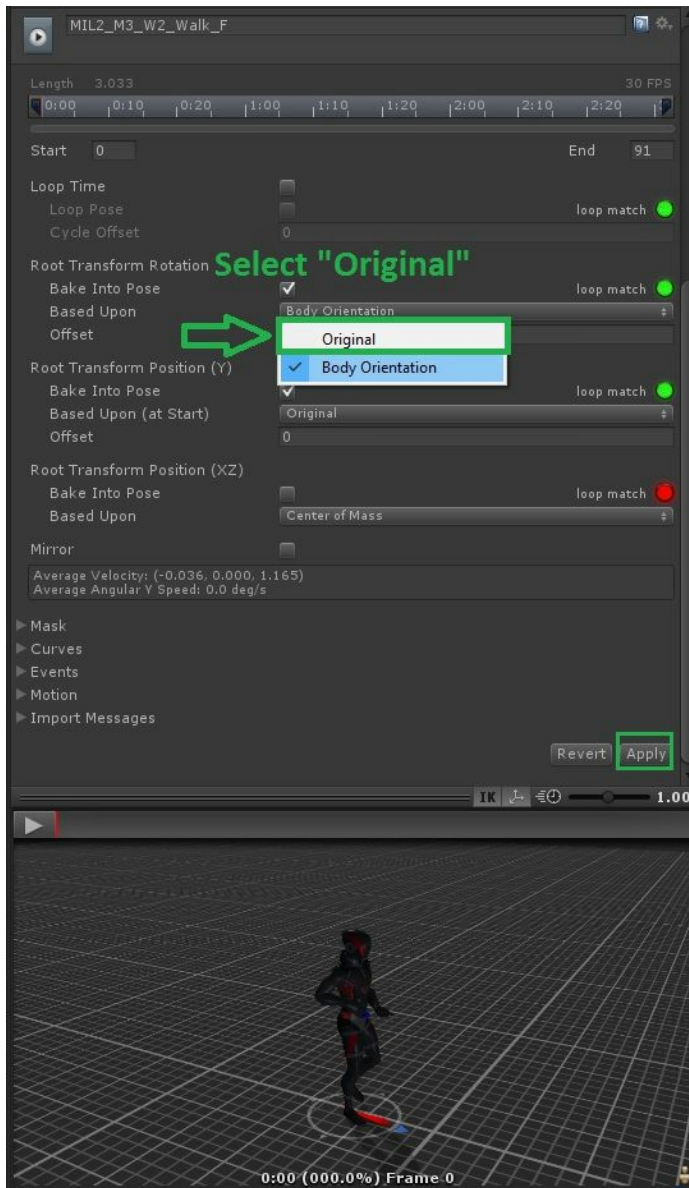 MIL2_M3_W2_Walk_F
Length 3.033 30 FPS
0:00 0:10 0:20 1:00 1:10 1:20 2:00 2:10 2:20
Start 0 End 91
Loop Time
Loop Pose loop match
Cycle Offset 0
Root Transform Rotation Select "Original"
Bake Into Pose loop match
Based Upon Body Orientation
Offset Original
Body Orientation
Root Transform Position (Y)
Bake Into Pose loop match
Based Upon (at Start) Original
Offset 0
Root Transform Position (XZ)
Bake Into Pose loop match
Based Upon Center of Mass
Mirror
Average Velocity: (-0.036, 0.000, 1.165)
Average Angular Y Speed: 0.0 deg/s
Mask
Curves
Events
Motion
Import Messages
Revert Apply
IK 1.00
0:00 (000.0%) Frame 0